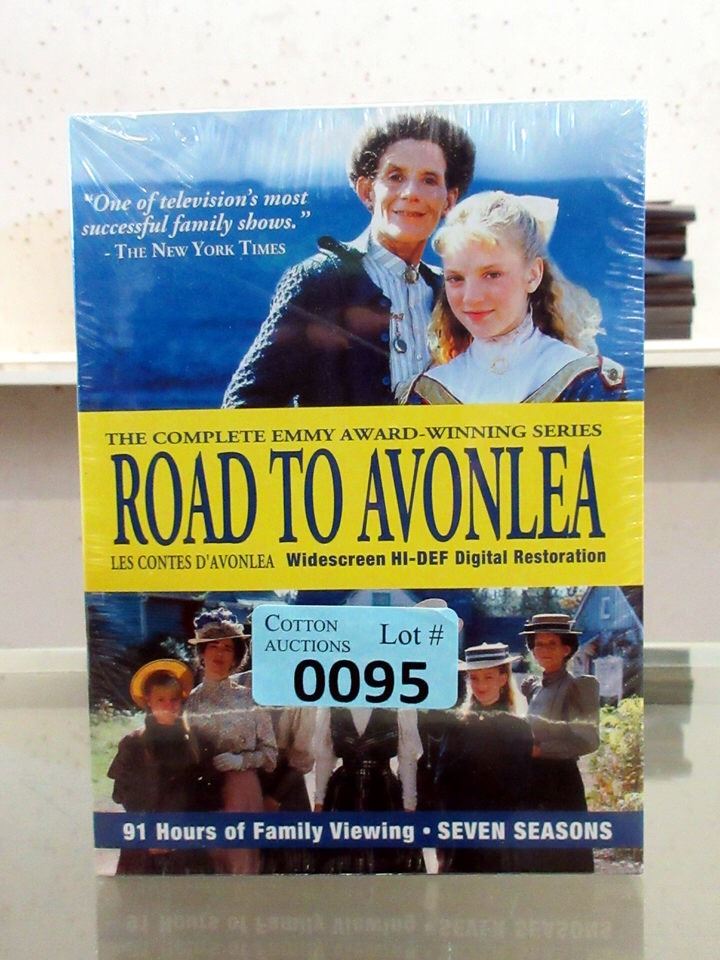 "One of television's most
successful family shows."
- THE NEW YORK TIMES
THE COMPLETE EMMY AWARD-WINNING SERIES
ROAD TO AVONLEA
LES CONTES D'AVONLEA Widescreen HI-DEF Digital Restoration
COTTON
AUCTIONS Lot #
0095
91 Hours of Family Viewing • SEVEN SEASONS